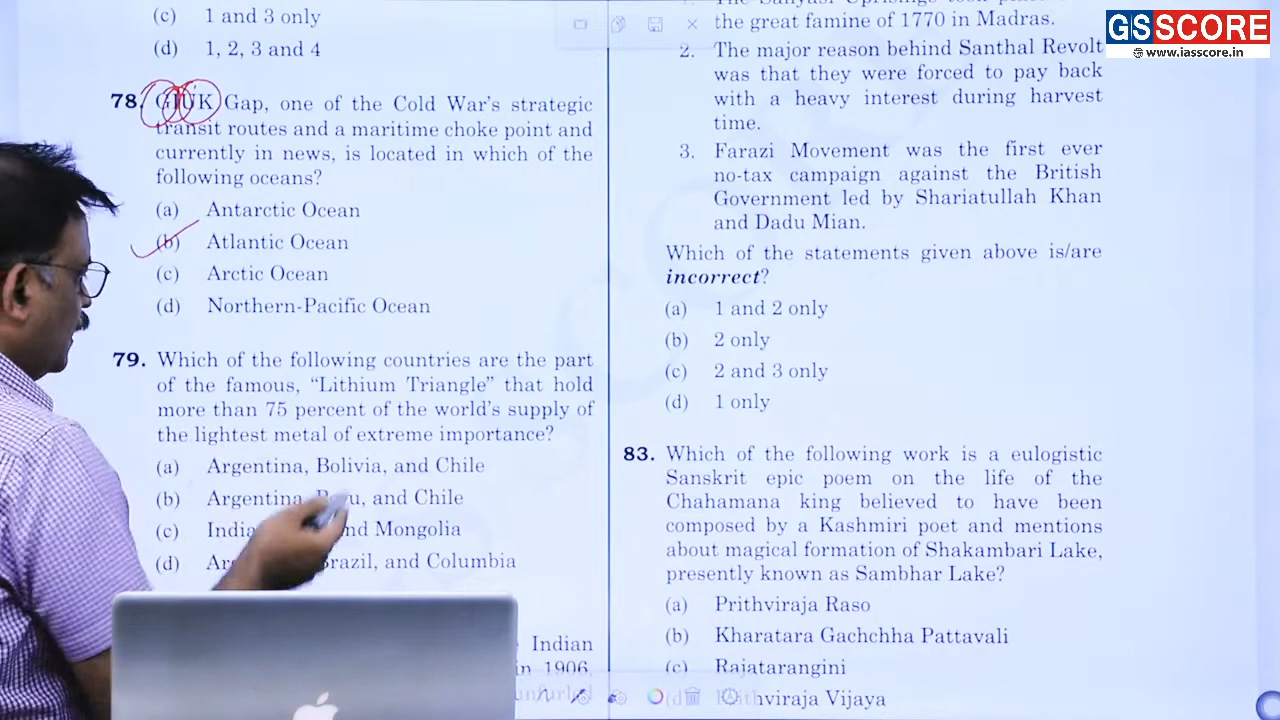 (c) 1 and 3 only
(d) 1, 2, 3 and 4
78. GIUK Gap, one of the Cold War's strategic
transit routes and a maritime choke point and
currently in news, is located in which of the
following oceans?
(a) Antarctic Ocean
(b) Atlantic Ocean
(c) Arctic Ocean
(d) Northern-Pacific Ocean
79. Which of the following countries are the part
of the famous, “Lithium Triangle” that hold
more than 75 percent of the world's supply of
the lightest metal of extreme importance?
(a) Argentina, Bolivia, and Chile
(b) Argentina, and Chile
(c) and Mongolia
(d) Brazil, and Columbia
Indian
in 1906,
the great famine of 1770 in Madras.
2. The major reason behind Santhal Revolt
was that they were forced to pay back
with a heavy interest during harvest
time.
3. Farazi Movement was the first ever
no-tax campaign against the British
Government led by Shariatullah Khan
and Dadu Mian.
Which of the statements given above is/are
incorrect?
(a) 1 and 2 only
(b) 2 only
(c) 2 and 3 only
(d) 1 only
83. Which of the following work is a eulogistic
Sanskrit epic poem on the life of the
Chahamana king believed to have been
composed by a Kashmiri poet and mentions
about magical formation of Shakambari Lake,
presently known as Sambhar Lake?
(a) Prithviraja Raso
(b) Kharatara Gachchha Pattavali
(c) Rajatarangini
(d) Vijaya
GSSCORE
www.iasscore.in